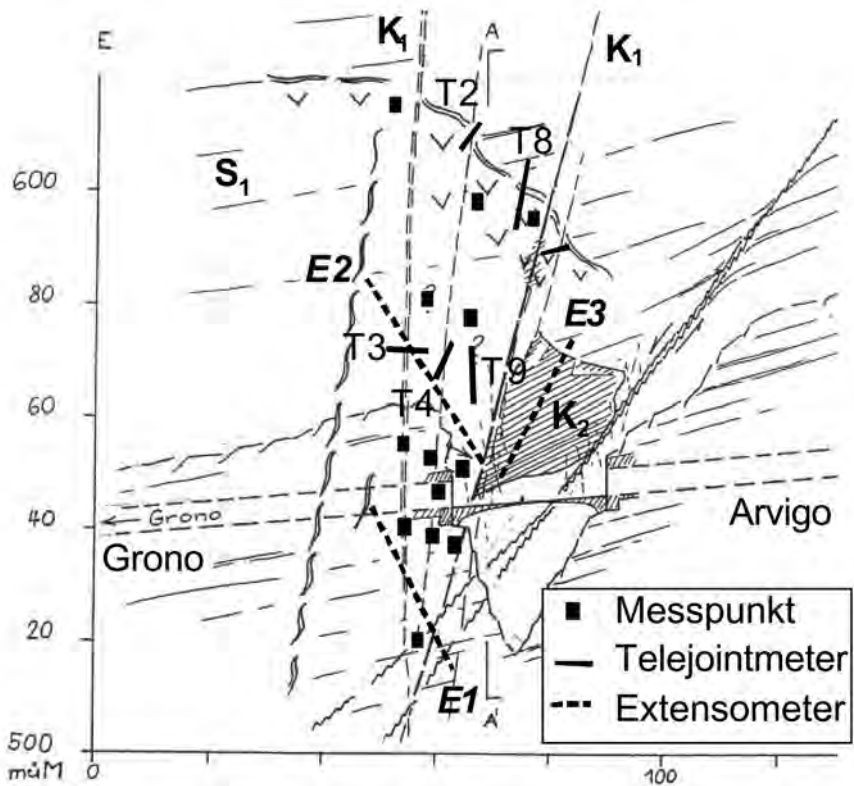 K1
A
E
K1
T2
T8
600
S1
E2
80
E3
T3
T9
T4
60
K2
40
Grono
Grono
Arvigo
Messpunkt
20
Telejointmeter
E1
A
Extensometer
500
müM
0
100